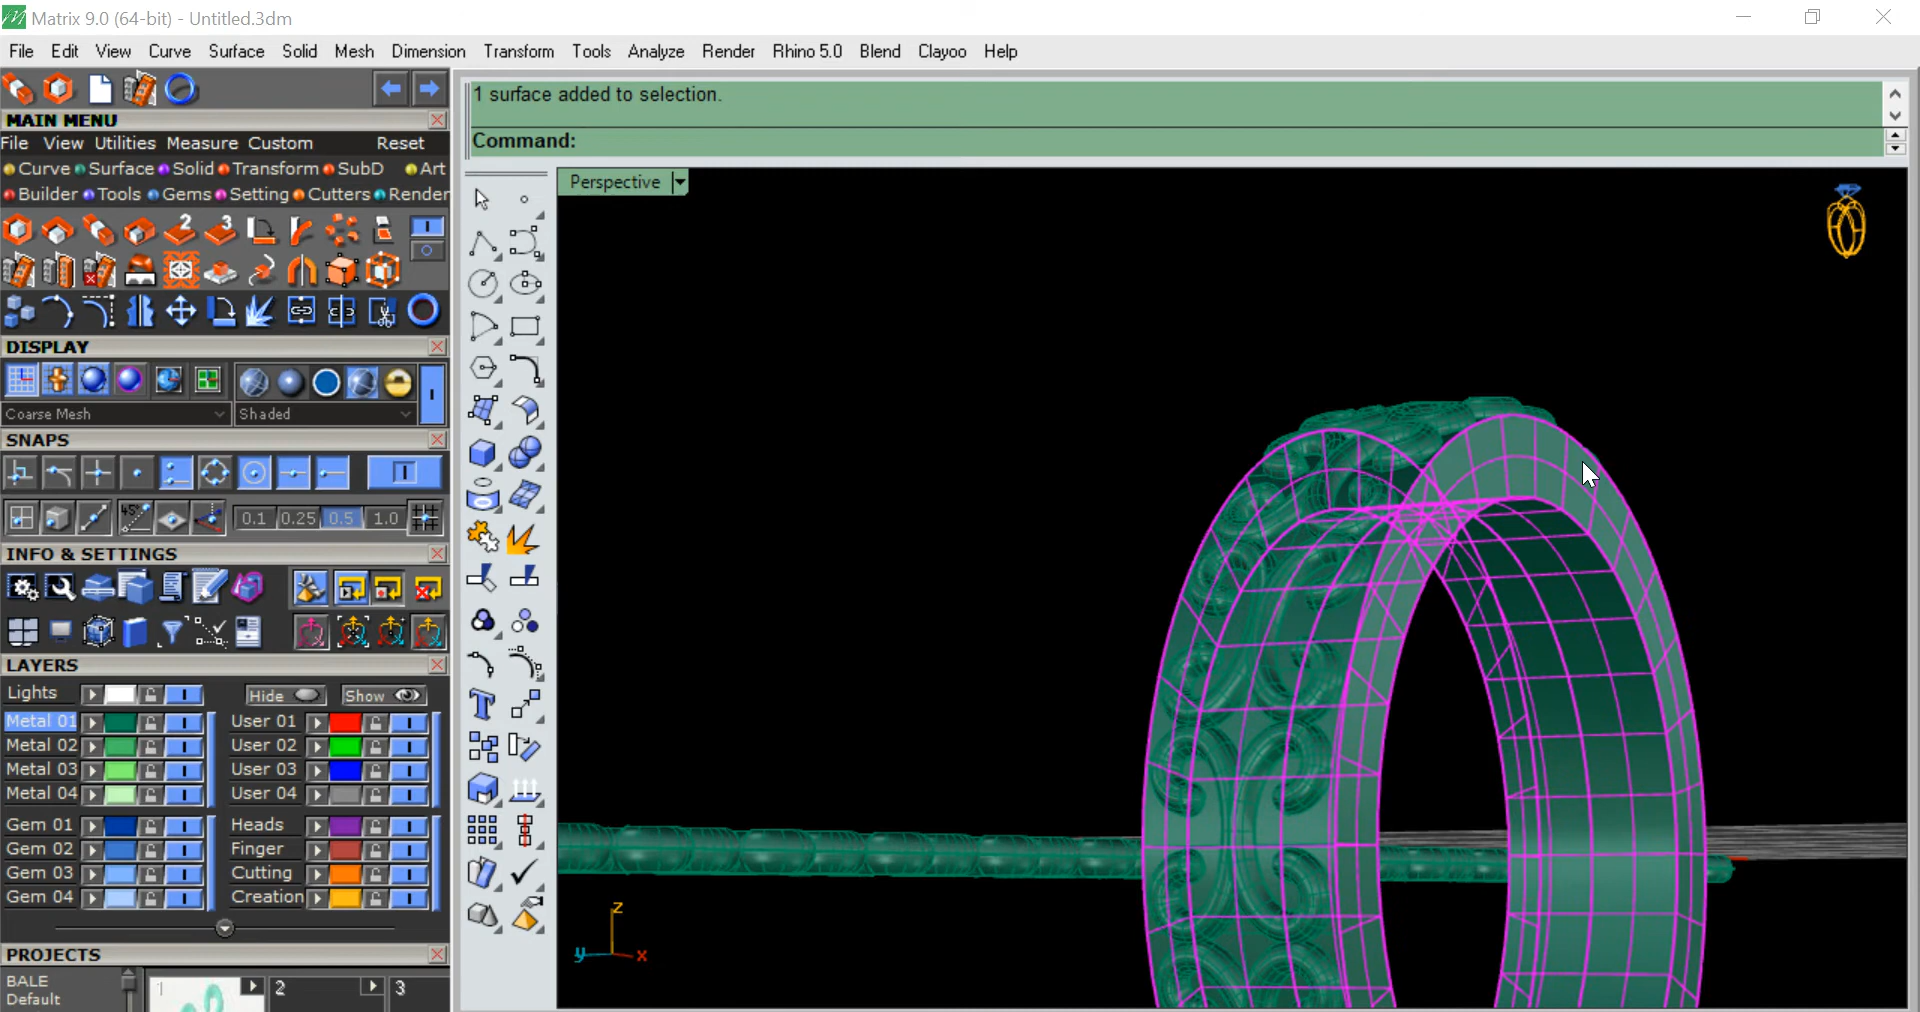 Matrix 9.0 (64-bit) - Untitled.3dm
File Edit View Curve Surface Solid Mesh Dimension Transform Tools Analyze Render Rhino 5.0 Blend Clayoo Help
1 surface added to selection.
Command:
MAIN MENU
File View Utilities Measure Custom Reset
Curve Surface Solid Transform SubD Art
Builder Tools Gems Setting Cutters Render
Perspective
2 3
DISPLAY
Coarse Mesh Shaded
SNAPS
45°
0.1 0.25 0.5 1.0
INFO & SETTINGS
LAYERS
Lights Hide Show
Metal 01 User 01
Metal 02 User 02
Metal 03 User 03
Metal 04 User 04
Gem 01 Heads
Gem 02 Finger
Gem 03 Cutting
Gem 04 Creation
PROJECTS
BALE
Default
1 2 3
z
y x